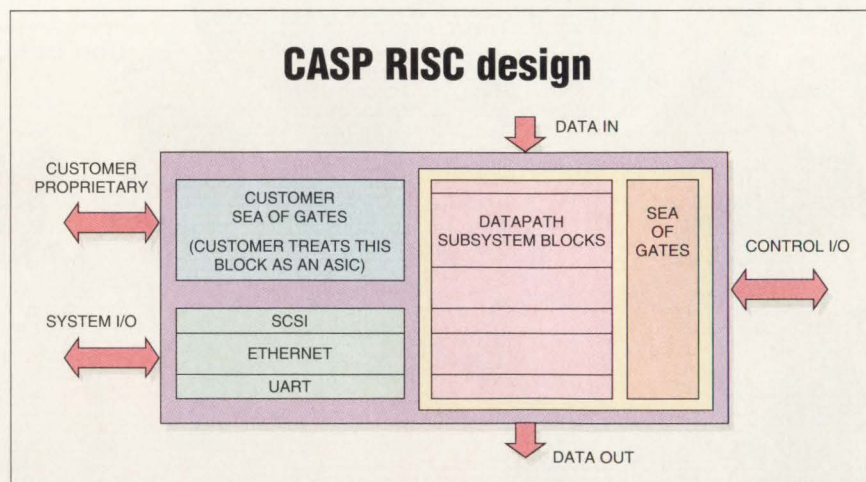 CASP RISC design
DATA IN
CUSTOMER
PROPRIETARY
CUSTOMER
SEA OF GATES
(CUSTOMER TREATS THIS
BLOCK AS AN ASIC)
DATAPATH
SUBSYSTEM BLOCKS
SEA
OF
GATES
CONTROL I/O
SYSTEM I/O
SCSI
ETHERNET
UART
DATA OUT